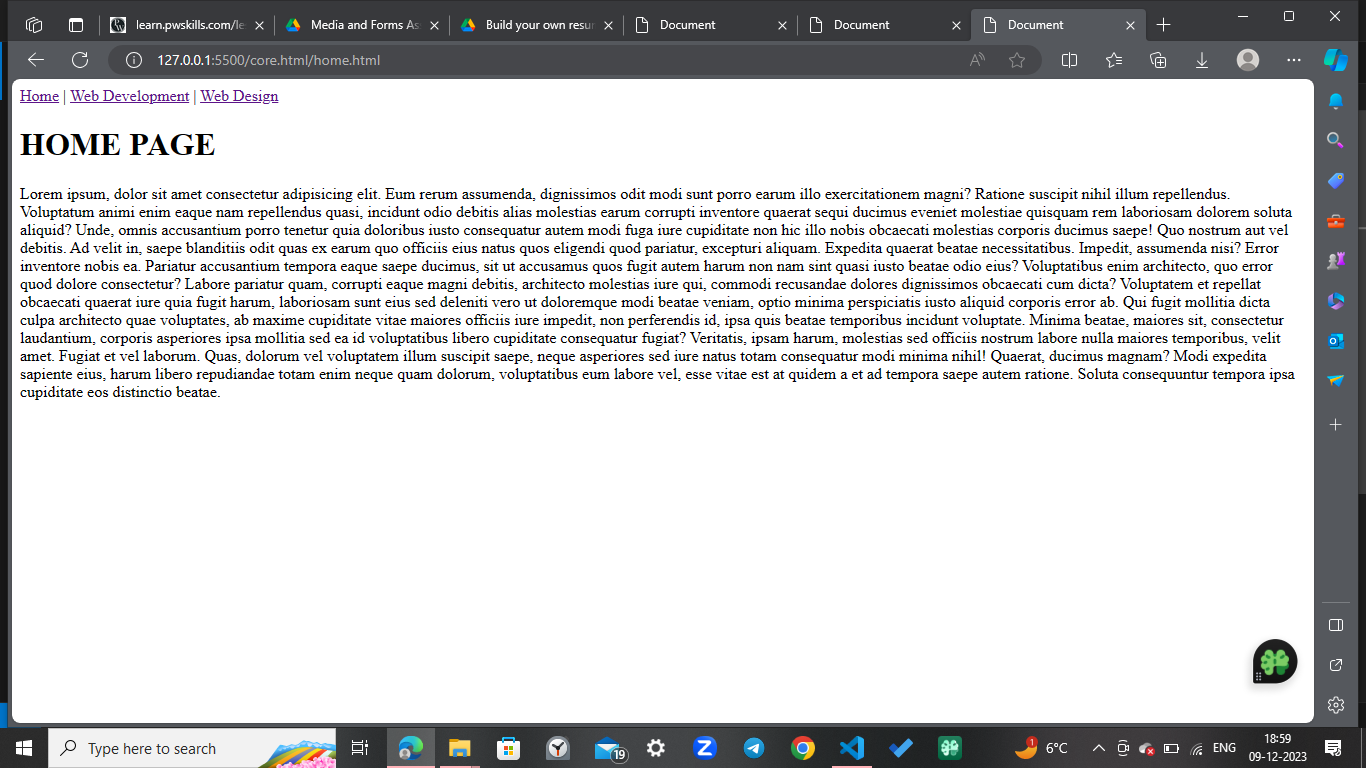 learn.pwskills.com/le
Media and Forms As
Build your own resun
Document
Document
Document
127.0.0.1:5500/core.html/home.html
Home | Web Development | Web Design
HOME PAGE
Lorem ipsum, dolor sit amet consectetur adipisicing elit. Eum rerum assumenda, dignissimos odit modi sunt porro earum illo exercitationem magni? Ratione suscipit nihil illum repellendus.
Voluptatum animi enim eaque nam repellendus quasi, incidunt odio debitis alias molestias earum corrupti inventore quaerat sequi ducimus eveniet molestiae quisquam rem laboriosam dolorem soluta
aliquid? Unde, omnis accusantium porro tenetur quia doloribus iusto consequatur autem modi fuga iure cupiditate non hic illo nobis obcaecati molestias corporis ducimus saepe! Quo nostrum aut vel
debitis. Ad velit in, saepe blanditiis odit quas ex earum quo officiis eius natus quos eligendi quod pariatur, excepturi aliquam. Expedita quaerat beatae necessitatibus. Impedit, assumenda nisi? Error
inventore nobis ea. Pariatur accusantium tempora eaque saepe ducimus, sit ut accusamus quos fugit autem harum non nam sint quasi iusto beatae odio eius? Voluptatibus enim architecto, quo error
quod dolore consectetur? Labore pariatur quam, corrupti eaque magni debitis, architecto molestias iure qui, commodi recusandae dolores dignissimos obcaecati cum dicta? Voluptatem et repellat
obcaecati quaerat iure quia fugit harum, laboriosam sunt eius sed deleniti vero ut doloremque modi beatae veniam, optio minima perspiciatis iusto aliquid corporis error ab. Qui fugit mollitia dicta
culpa architecto quae voluptates, ab maxime cupiditate vitae maiores officiis iure impedit, non perferendis id, ipsa quis beatae temporibus incidunt voluptate. Minima beatae, maiores sit, consectetur
laudantium, corporis asperiores ipsa mollitia sed ea id voluptatibus libero cupiditate consequatur fugiat? Veritatis, ipsam harum, molestias sed officiis nostrum labore nulla maiores temporibus, velit
amet. Fugiat et vel laborum. Quas, dolorum vel voluptatem illum suscipit saepe, neque asperiores sed iure natus totam consequatur modi minima nihil! Quaerat, ducimus magnam? Modi expedita
sapiente eius, harum libero repudiandae totam enim neque quam dolorum, voluptatibus eum labore vel, esse vitae est at quidem a et ad tempora saepe autem ratione. Soluta consequuntur tempora ipsa
cupiditate eos distinctio beatae.
Type here to search
19
1
6°C
ENG
18:59
09-12-2023